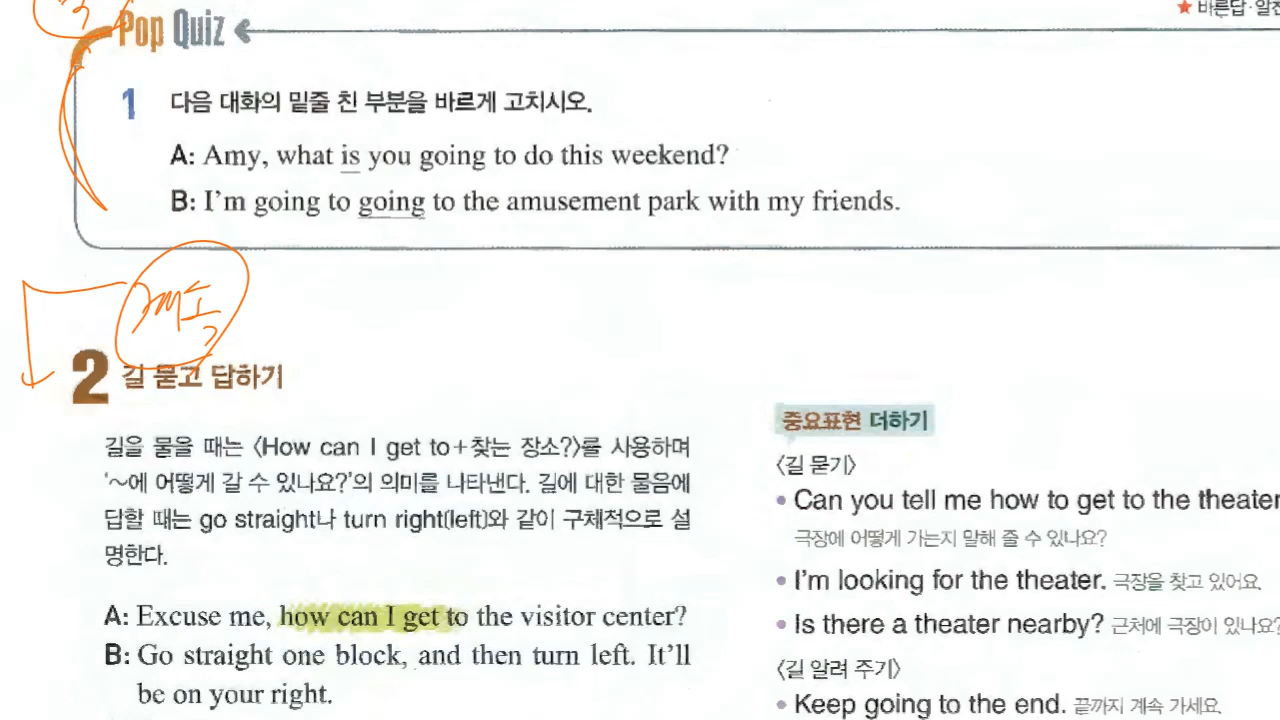 ★ 바른답·알찬
Pop Quiz
1 다음 대화의 밑줄 친 부분을 바르게 고치시오.
A: Amy, what is you going to do this weekend?
B: I'm going to going to the amusement park with my friends.
2 길 묻고 답하기
길을 물을 때는 〈How can I get to+찾는 장소?〉를 사용하며
'~에 어떻게 갈 수 있나요?'의 의미를 나타낸다. 길에 대한 물음에
답할 때는 go straight나 turn right(left)와 같이 구체적으로 설
명한다.
A: Excuse me, how can I get to the visitor center?
B: Go straight one block, and then turn left. It'll
be on your right.
중요표현 더하기
〈길 묻기〉
• Can you tell me how to get to the theater
극장에 어떻게 가는지 말해 줄 수 있나요?
• I'm looking for the theater. 극장을 찾고 있어요.
• Is there a theater nearby? 근처에 극장이 있나요?
〈길 알려 주기〉
• Keep going to the end. 끝까지 계속 가세요.